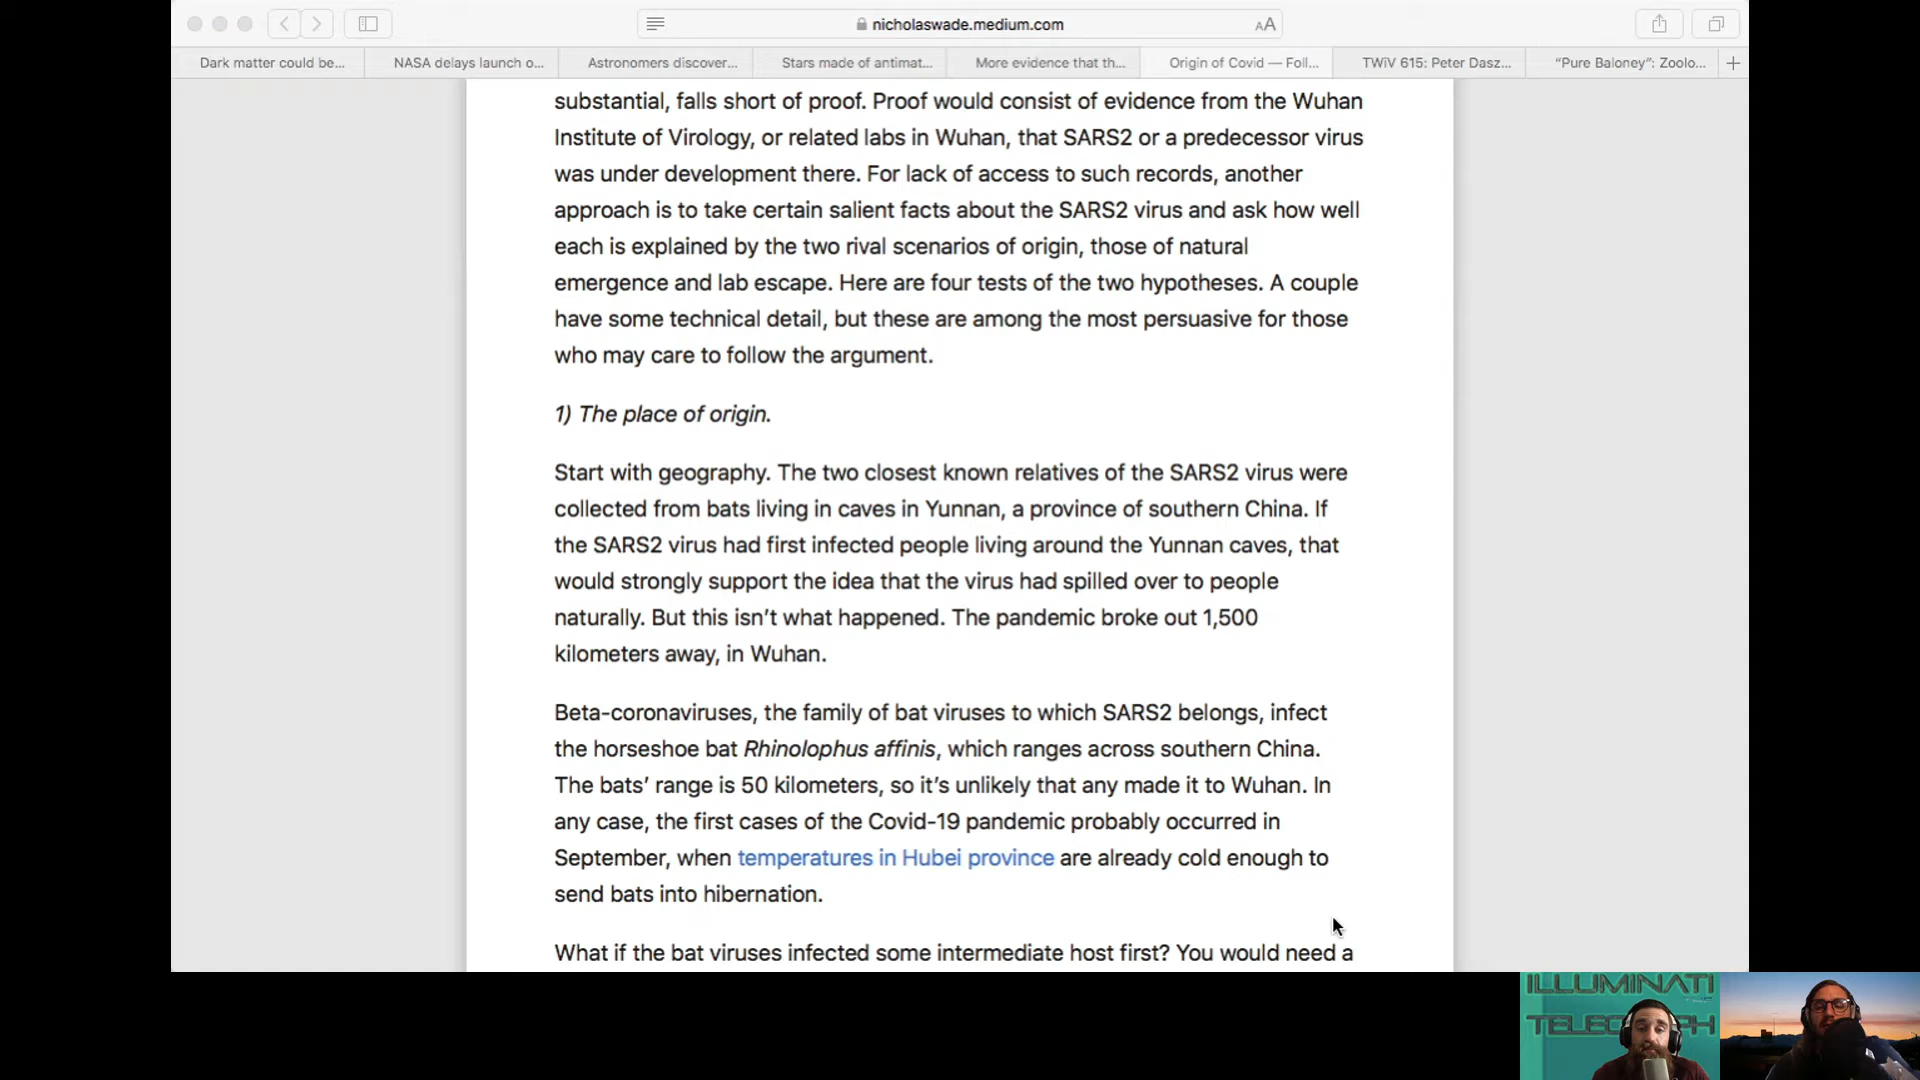 nicholaswade.medium.com
AA
Dark matter could be...
NASA delays launch o...
Astronomers discover...
Stars made of antimat...
More evidence that th...
Origin of Covid — Foll...
TWiV 615: Peter Dasz...
“Pure Baloney”: Zoolo...
substantial, falls short of proof. Proof would consist of evidence from the Wuhan
Institute of Virology, or related labs in Wuhan, that SARS2 or a predecessor virus
was under development there. For lack of access to such records, another
approach is to take certain salient facts about the SARS2 virus and ask how well
each is explained by the two rival scenarios of origin, those of natural
emergence and lab escape. Here are four tests of the two hypotheses. A couple
have some technical detail, but these are among the most persuasive for those
who may care to follow the argument.
1) The place of origin.
Start with geography. The two closest known relatives of the SARS2 virus were
collected from bats living in caves in Yunnan, a province of southern China. If
the SARS2 virus had first infected people living around the Yunnan caves, that
would strongly support the idea that the virus had spilled over to people
naturally. But this isn’t what happened. The pandemic broke out 1,500
kilometers away, in Wuhan.
Beta-coronaviruses, the family of bat viruses to which SARS2 belongs, infect
the horseshoe bat Rhinolophus affinis, which ranges across southern China.
The bats’ range is 50 kilometers, so it’s unlikely that any made it to Wuhan. In
any case, the first cases of the Covid-19 pandemic probably occurred in
September, when temperatures in Hubei province are already cold enough to
send bats into hibernation.
What if the bat viruses infected some intermediate host first? You would need a
ILLUMINATI